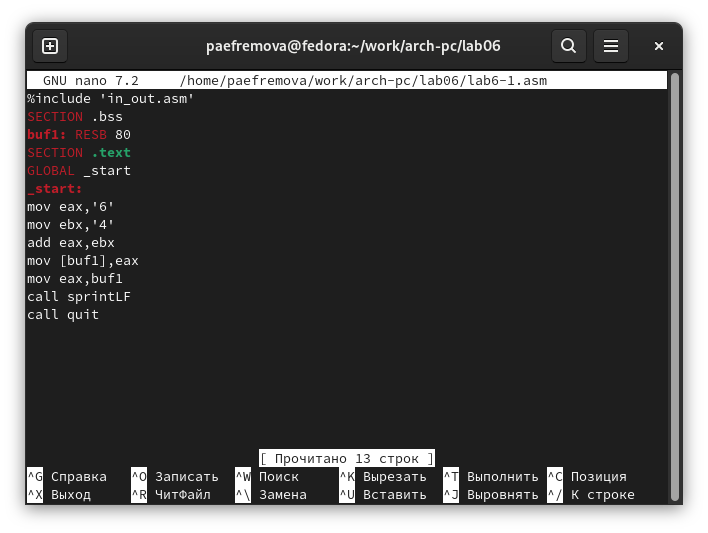 paefremova@fedora:~/work/arch-pc/lab06
GNU nano 7.2 /home/paefremova/work/arch-pc/lab06/lab6-1.asm
%include 'in_out.asm'
SECTION .bss
buf1: RESB 80
SECTION .text
GLOBAL _start
_start:
mov eax,'6'
mov ebx,'4'
add eax,ebx
mov [buf1],eax
mov eax,buf1
call sprintLF
call quit
[ Прочитано 13 строк ]
^G Справка ^O Записать ^W Поиск ^K Вырезать ^T Выполнить ^C Позиция
^X Выход ^R ЧитФайл ^\ Замена ^U Вставить ^J Выровнять ^/ К строке